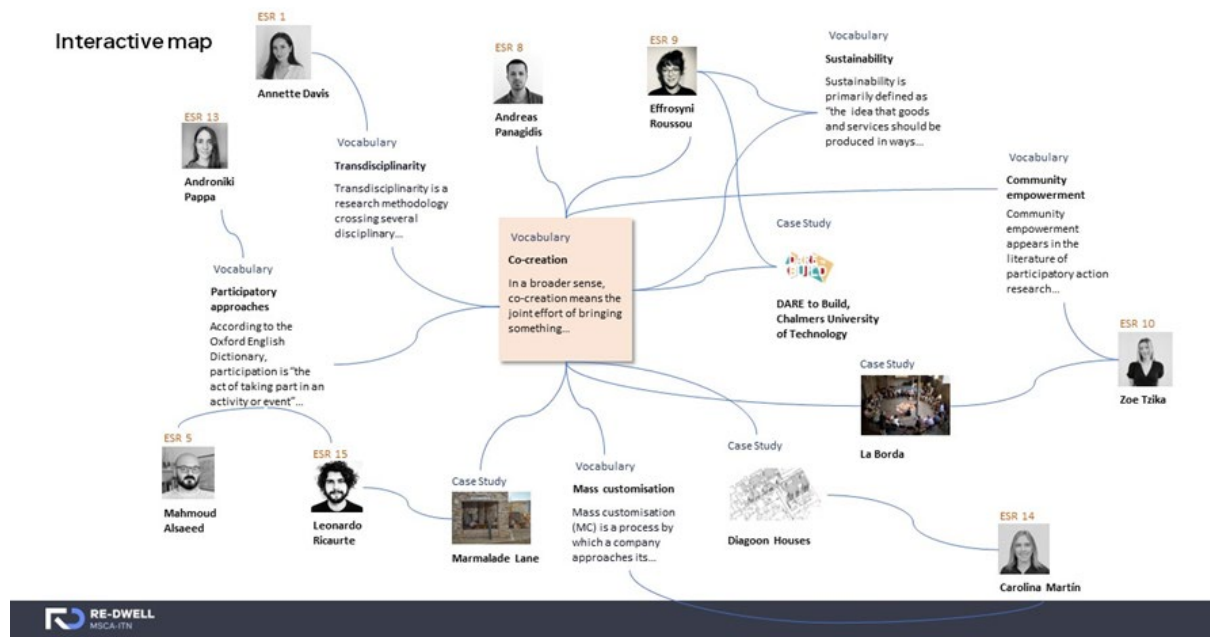 Interactive map
ESR 1
Annette Davis
ESR 8
Andreas
Panagidis
ESR 9
Effrosyni
Roussou
Vocabulary
Sustainability
Sustainability is
primarily defined as
"the idea that goods
and services should be
produced in ways...
ESR 13
Androniki
Pappa
Vocabulary
Transdisciplinarity
Transdisciplinarity is a
research methodology
crossing several
disciplinary...
Vocabulary
Community
empowerment
Community
empowerment
appears in the
literature of
participatory action
research...
Vocabulary
Co-creation
In a broader sense,
co-creation means the
joint effort of bringing
something...
Case Study
DARE to
BUILD
DARE to Build,
Chalmers University
of Technology
Vocabulary
Participatory
approaches
According to the
Oxford English
Dictionary,
participation is "the
act of taking part in an
activity or event"...
ESR 10
Zoe Tzika
Case Study
La Borda
ESR 5
Mahmoud
Alsaeed
ESR 15
Leonardo
Ricaurte
Case Study
Marmalade Lane
Vocabulary
Mass customisation
Mass customisation
(MC) is a process by
which a company
approaches its...
Case Study
Diagoon Houses
ESR 14
Carolina Martín
RE-DWELL
MSCA-ITN